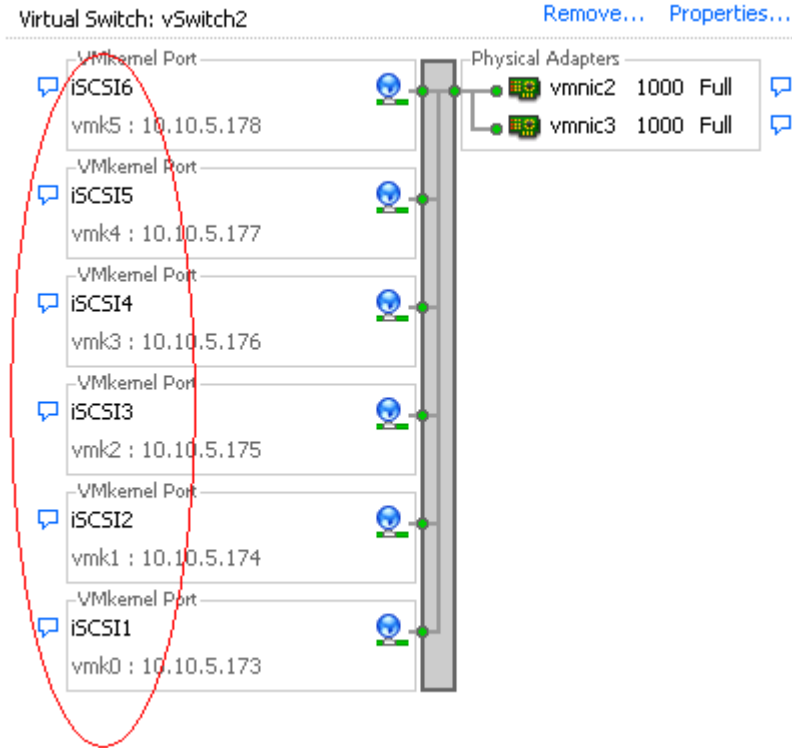 Virtual Switch: vSwitch2 Remove... Properties...
VMkernel Port
iSCSI6
vmk5 : 10.10.5.178
Physical Adapters
vmnic2 1000 Full
vmnic3 1000 Full
VMkernel Port
iSCSI5
vmk4 : 10.10.5.177
VMkernel Port
iSCSI4
vmk3 : 10.10.5.176
VMkernel Port
iSCSI3
vmk2 : 10.10.5.175
VMkernel Port
iSCSI2
vmk1 : 10.10.5.174
VMkernel Port
iSCSI1
vmk0 : 10.10.5.173